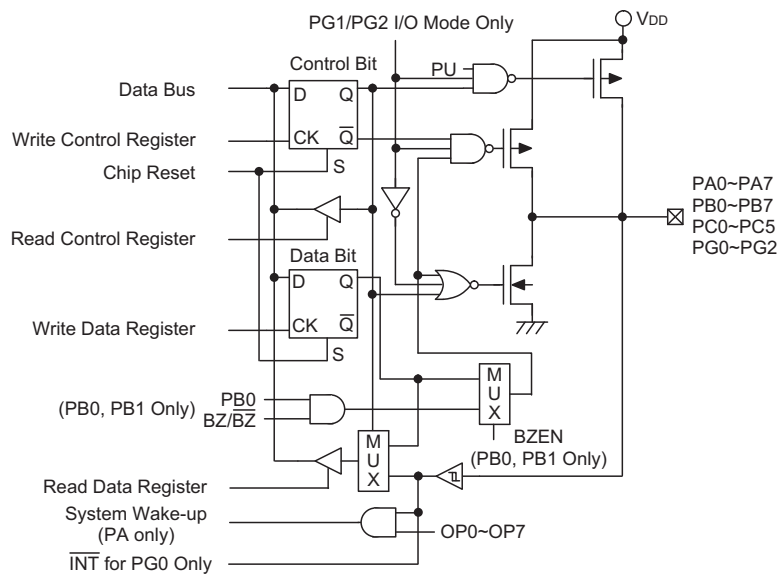 PG1/PG2 I/O Mode Only
VDD
Control Bit
PU
Data Bus
D
Q
Write Control Register
CK
Q̅
Chip Reset
S
PA0~PA7
PB0~PB7
PC0~PC5
PG0~PG2
Read Control Register
Data Bit
D
Q
Write Data Register
CK
Q̅
S
M
U
X
(PB0, PB1 Only)
PB0
BZ/B̅Z̅
BZEN
(PB0, PB1 Only)
M
U
X
Read Data Register
System Wake-up
(PA only)
OP0~OP7
I̅N̅T̅ for PG0 Only